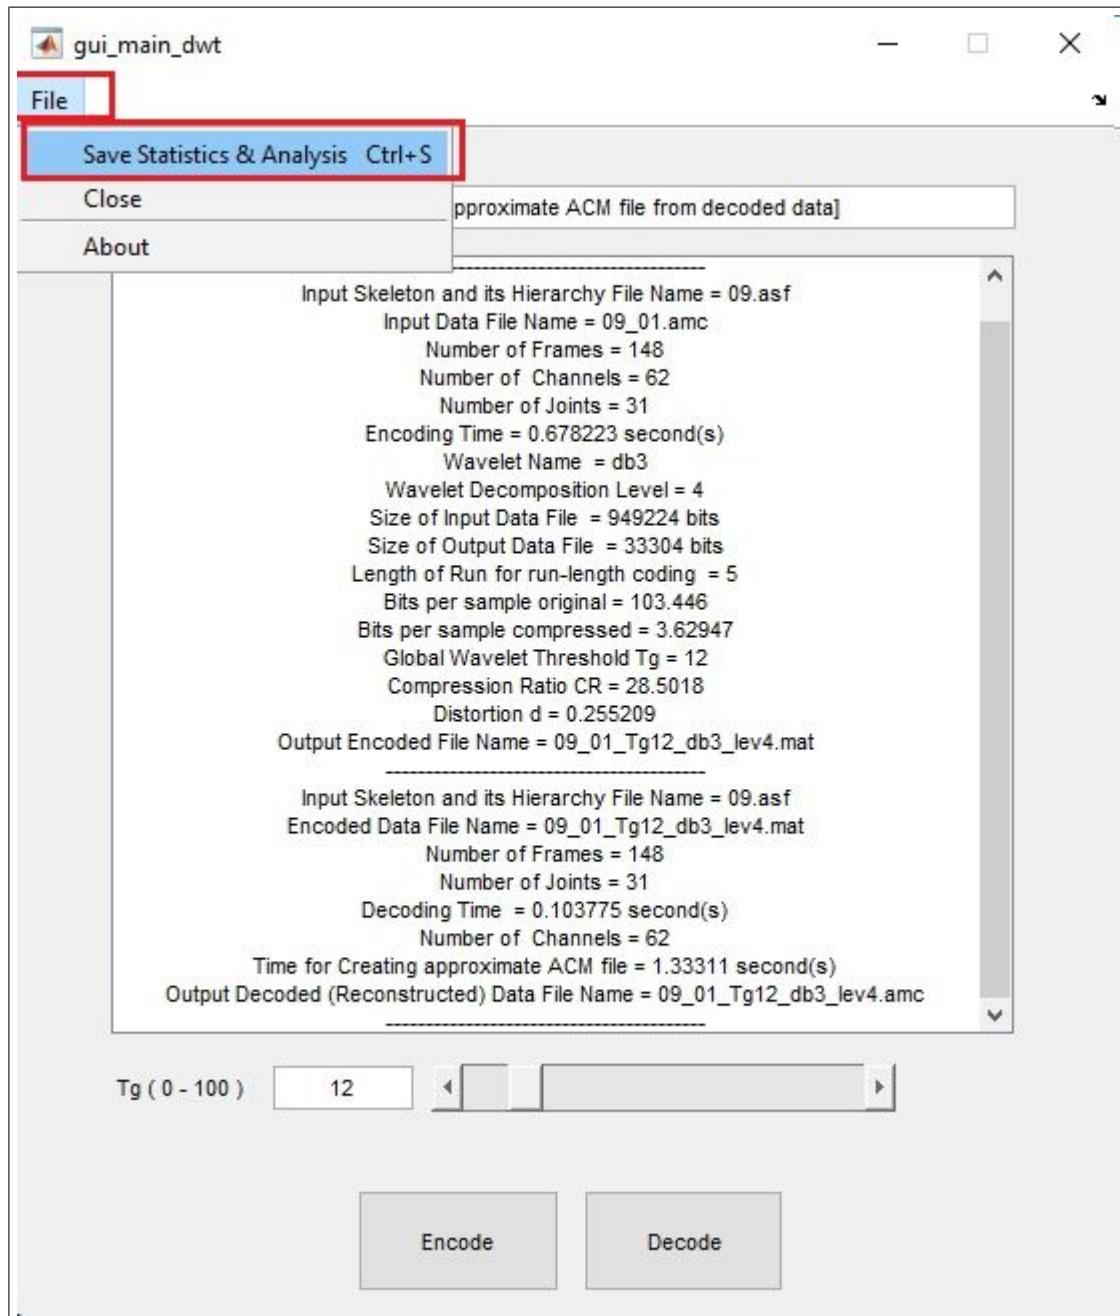 gui_main_dwt
File
Save Statistics & Analysis Ctrl+S
Close
pproximate ACM file from decoded data]
About
Input Skeleton and its Hierarchy File Name = 09.asf
Input Data File Name = 09_01.amc
Number of Frames = 148
Number of Channels = 62
Number of Joints = 31
Encoding Time = 0.678223 second(s)
Wavelet Name = db3
Wavelet Decomposition Level = 4
Size of Input Data File = 949224 bits
Size of Output Data File = 33304 bits
Length of Run for run-length coding = 5
Bits per sample original = 103.446
Bits per sample compressed = 3.62947
Global Wavelet Threshold Tg = 12
Compression Ratio CR = 28.5018
Distortion d = 0.255209
Output Encoded File Name = 09_01_Tg12_db3_lev4.mat
----------------------------------------
Input Skeleton and its Hierarchy File Name = 09.asf
Encoded Data File Name = 09_01_Tg12_db3_lev4.mat
Number of Frames = 148
Number of Joints = 31
Decoding Time = 0.103775 second(s)
Number of Channels = 62
Time for Creating approximate ACM file = 1.33311 second(s)
Output Decoded (Reconstructed) Data File Name = 09_01_Tg12_db3_lev4.amc
----------------------------------------
Tg ( 0 - 100 ) 12
Encode Decode